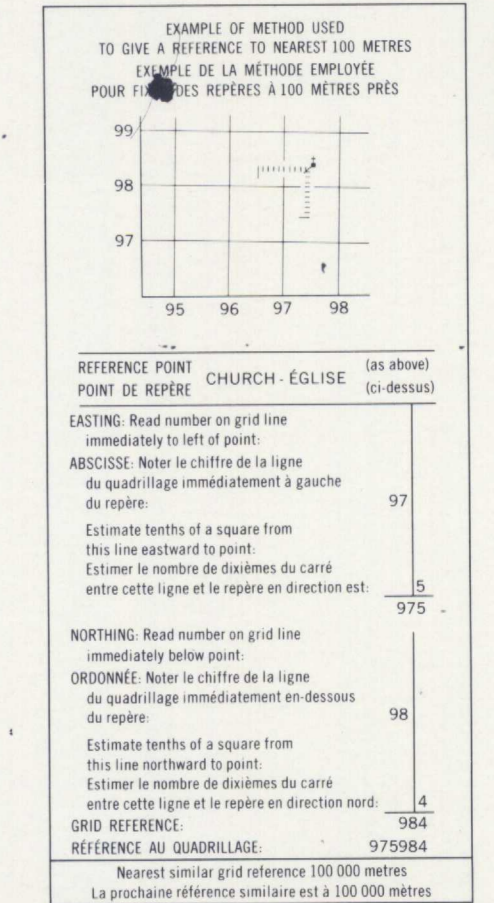 EXAMPLE OF METHOD USED
TO GIVE A REFERENCE TO NEAREST 100 METRES
EXEMPLE DE LA MÉTHODE EMPLOYÉE
POUR DES REPÈRES À 100 MÈTRES PRÈS
99
98
97
95 96 97 98
REFERENCE POINT
POINT DE REPÈRE
CHURCH - ÉGLISE
(as above)
(ci-dessus)
EASTING: Read number on grid line
immediately to left of point:
ABSCISSE: Noter le chiffre de la ligne
du quadrillage immédiatement à gauche
du repère: 97
Estimate tenths of a square from
this line eastward to point:
Estimer le nombre de dixièmes du carré
entre cette ligne et le repère en direction est: 5
975
NORTHING: Read number on grid line
immediately below point:
ORDONNÉE: Noter le chiffre de la ligne
du quadrillage immédiatement en-dessous
du repère: 98
Estimate tenths of a square from
this line northward to point:
Estimer le nombre de dixièmes du carré
entre cette ligne et le repère en direction nord: 4
GRID REFERENCE: 984
RÉFÉRENCE AU QUADRILLAGE: 975984
Nearest similar grid reference 100 000 metres
La prochaine référence similaire est à 100 000 mètres